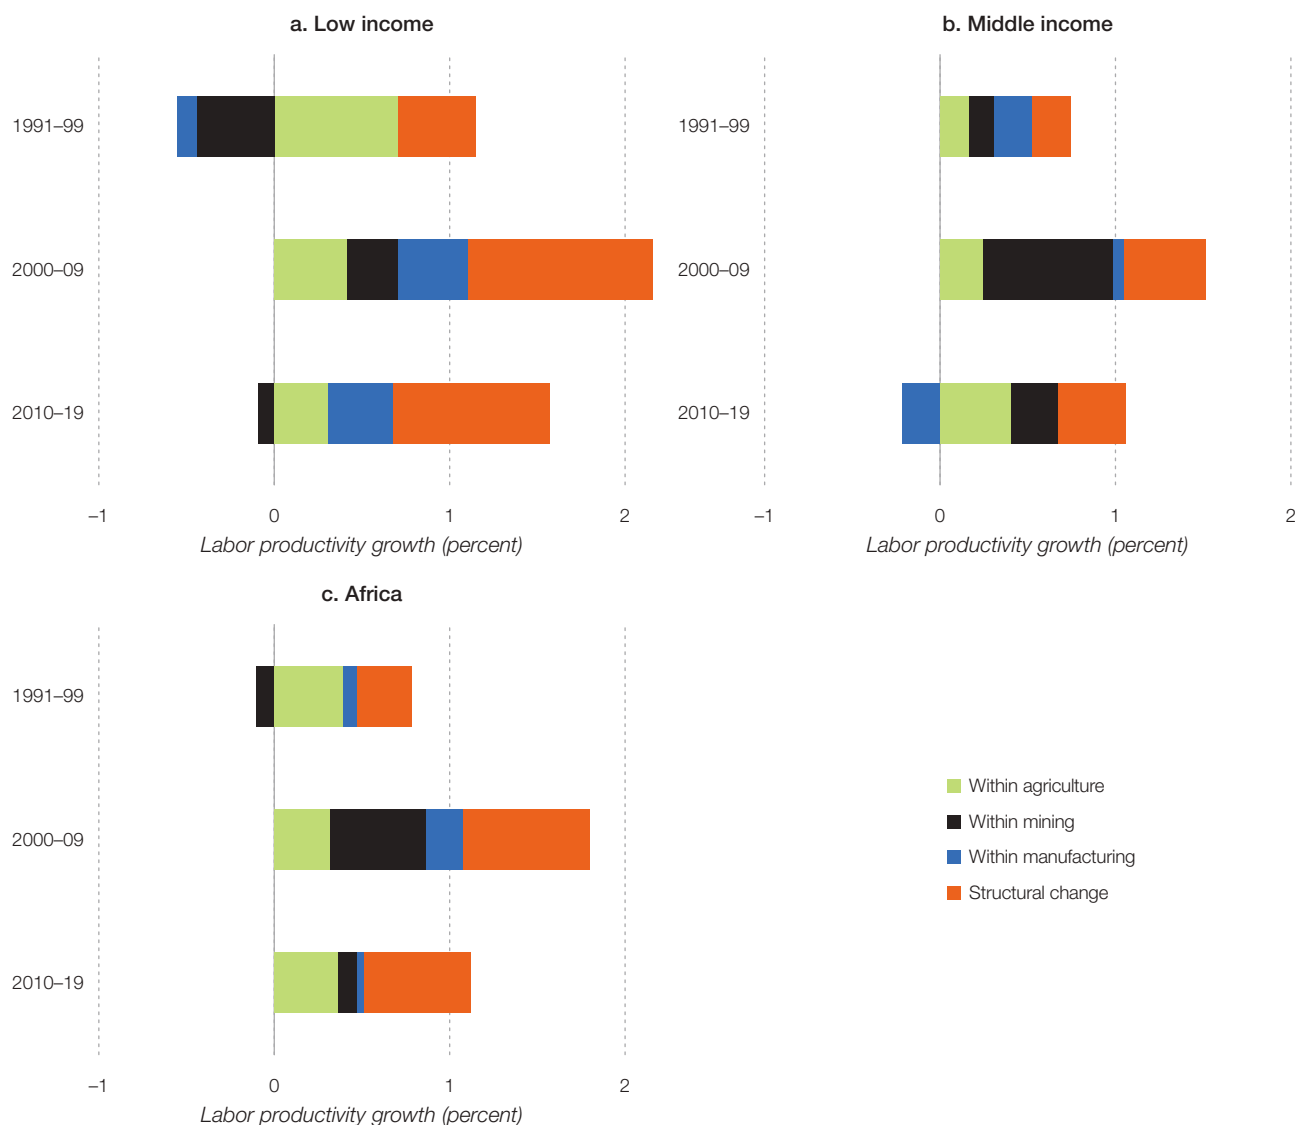 a. Low income
1991–99
2000–09
2010–19
–1 0 1 2
Labor productivity growth (percent)
b. Middle income
1991–99
2000–09
2010–19
–1 0 1 2
Labor productivity growth (percent)
c. Africa
1991–99
2000–09
2010–19
–1 0 1 2
Labor productivity growth (percent)
Within agriculture
Within mining
Within manufacturing
Structural change